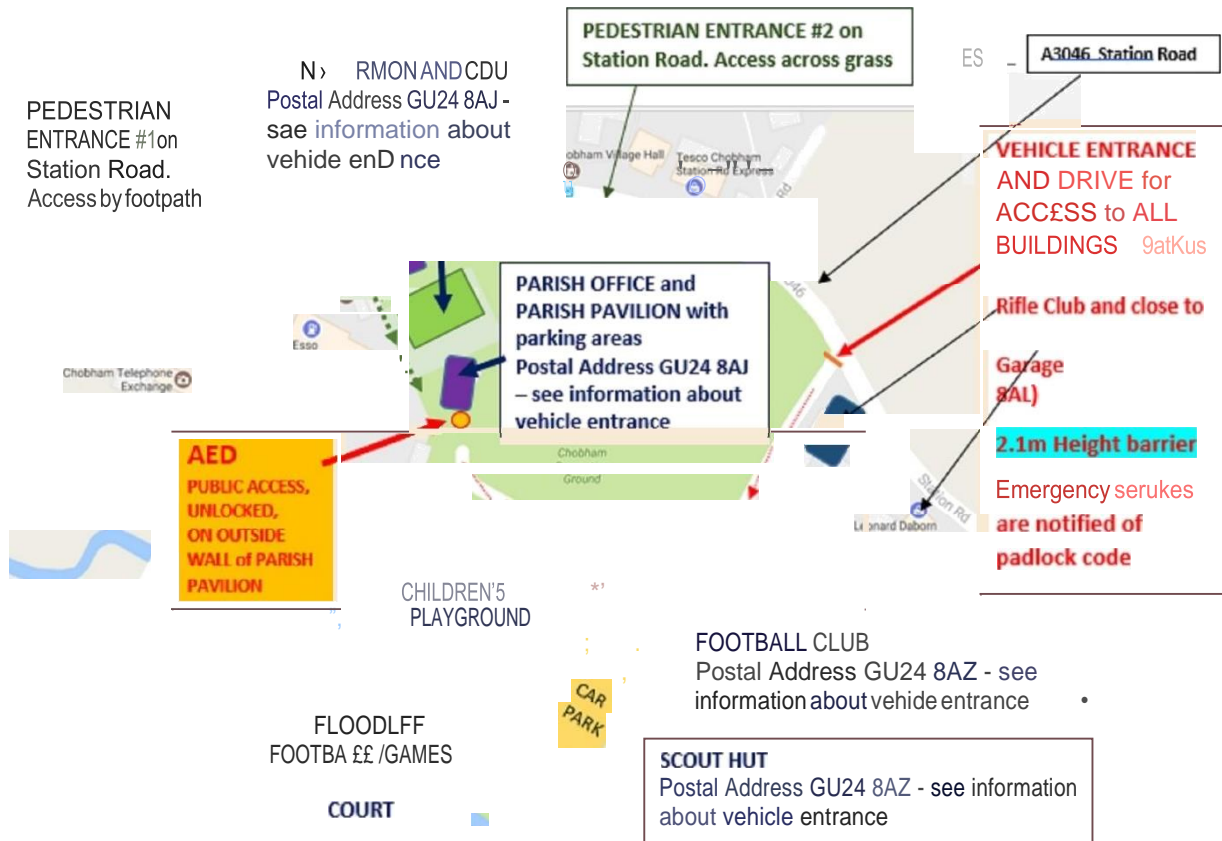 PEDESTRIAN
ENTRANCE #1on
Station Road.
Access by footpath
N› RMON AND CDU
Postal Address GU24 8AJ -
sae information about
vehide enD nce
PEDESTRIAN ENTRANCE #2 on
Station Road. Access across grass
ES _
A3046 Station Road
obham Village Hall
Tesco Chobham
Station Rd Express
Rd
VEHICLE ENTRANCE
AND DRIVE for
ACC£SS to ALL
BUILDINGS 9atKus
Rifle Club and close to
Garage
8AL)
2.1m Height barrier
Emergency serukes
are notified of
padlock code
PARISH OFFICE and
PARISH PAVILION with
parking areas
Postal Address GU24 8AJ
– see information about
vehicle entrance
3046
Esso
Chobham Telephone
Exchange
AED
PUBLIC ACCESS,
UNLOCKED,
ON OUTSIDE
WALL of PARISH
PAVILION
Chobham
Ground
Station Rd
Leonard Daborn
CHILDREN'5 *’
PLAYGROUND
FOOTBALL CLUB
Postal Address GU24 8AZ - see
information about vehide entrance •
CAR
PARK
FLOODLFF
FOOTBA ££ /GAMES
COURT
SCOUT HUT
Postal Address GU24 8AZ - see information
about vehicle entrance